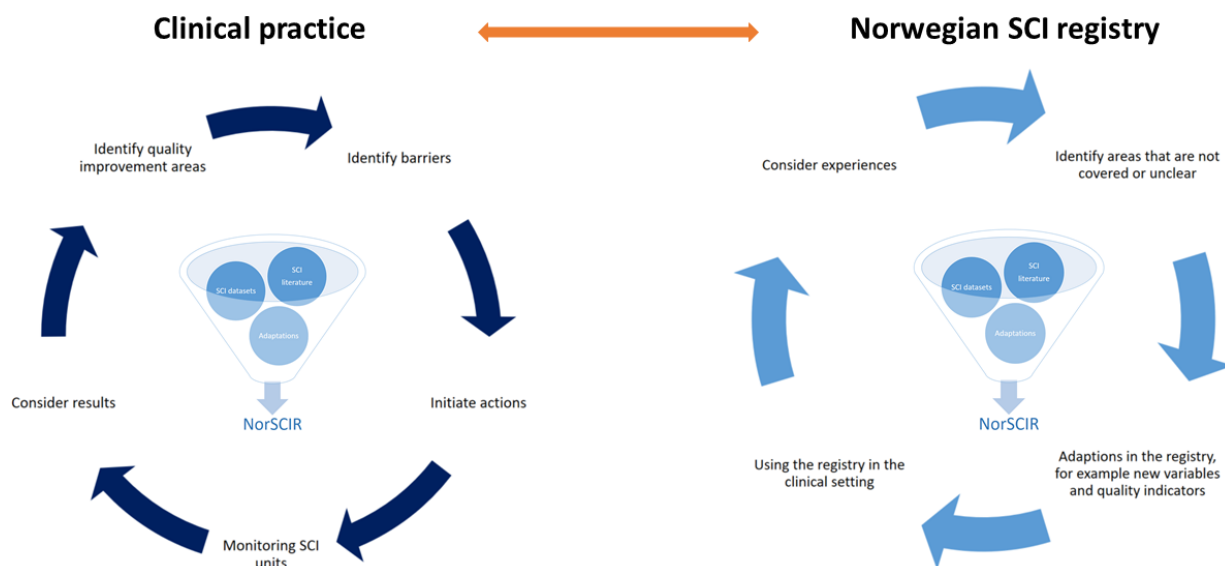 Clinical practice
Identify quality
improvement areas
Identify barriers
SCI datasets
SCI
literature
Adaptations
NorSCIR
Consider results
Initiate actions
Monitoring SCI
units
Norwegian SCI registry
Consider experiences
Identify areas that are not
covered or unclear
SCI datasets
SCI
literature
Adaptations
NorSCIR
Using the registry in the
clinical setting
Adaptions in the registry,
for example new variables
and quality indicators